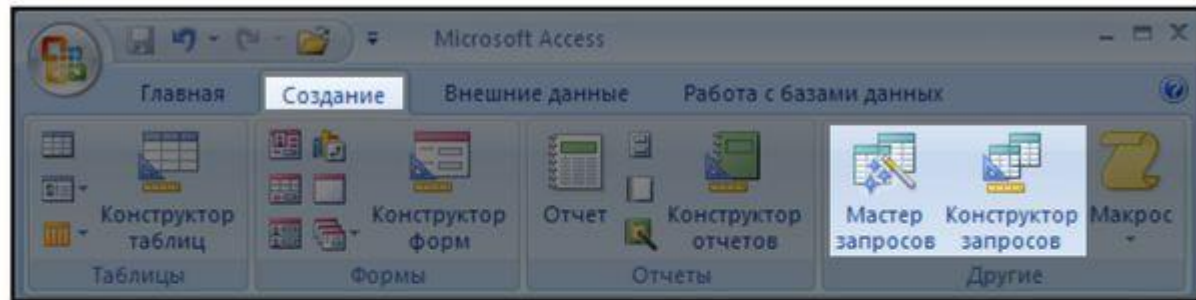 Microsoft Access
Главная Создание Внешние данные Работа с базами данных
Конструктор таблиц
Конструктор форм
Отчет
Конструктор отчетов
Мастер запросов
Конструктор запросов
Макрос
Таблицы Формы Отчеты Другие